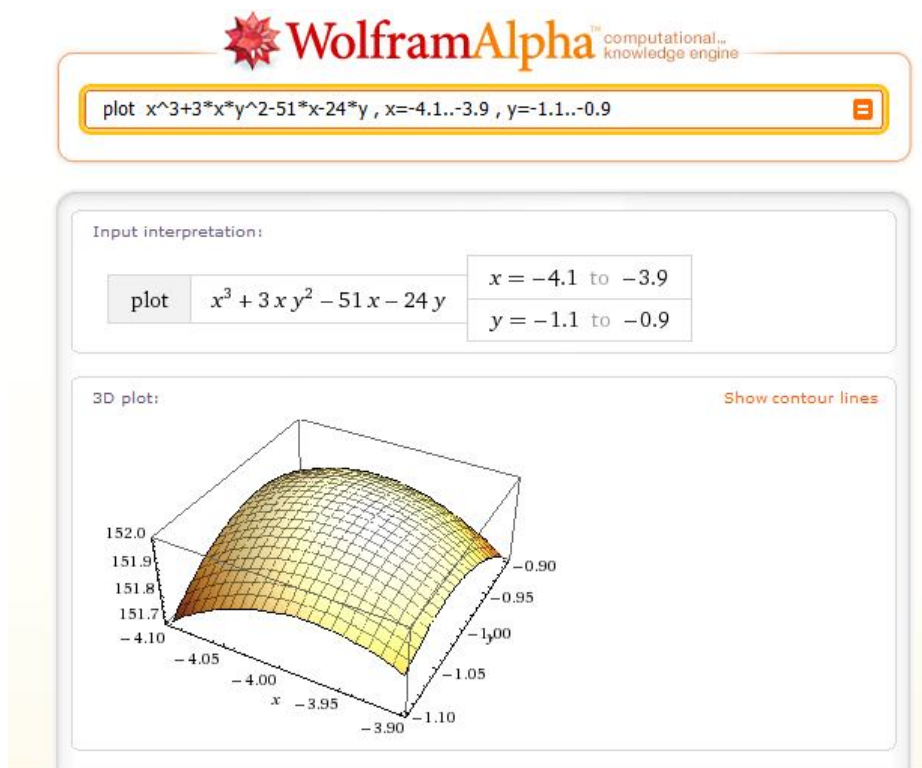 WolframAlpha™ computational...
knowledge engine
plot x^3+3*x*y^2-51*x-24*y , x=-4.1..-3.9 , y=-1.1..-0.9
=
Input interpretation:
plot x³ + 3 x y² − 51 x − 24 y
x = −4.1 to −3.9
y = −1.1 to −0.9
3D plot:
Show contour lines
152.0
151.9
151.8
151.7
−4.10
−4.05
−4.00
x
−3.95
−3.90
−0.90
−0.95
−1.00
y
−1.05
−1.10